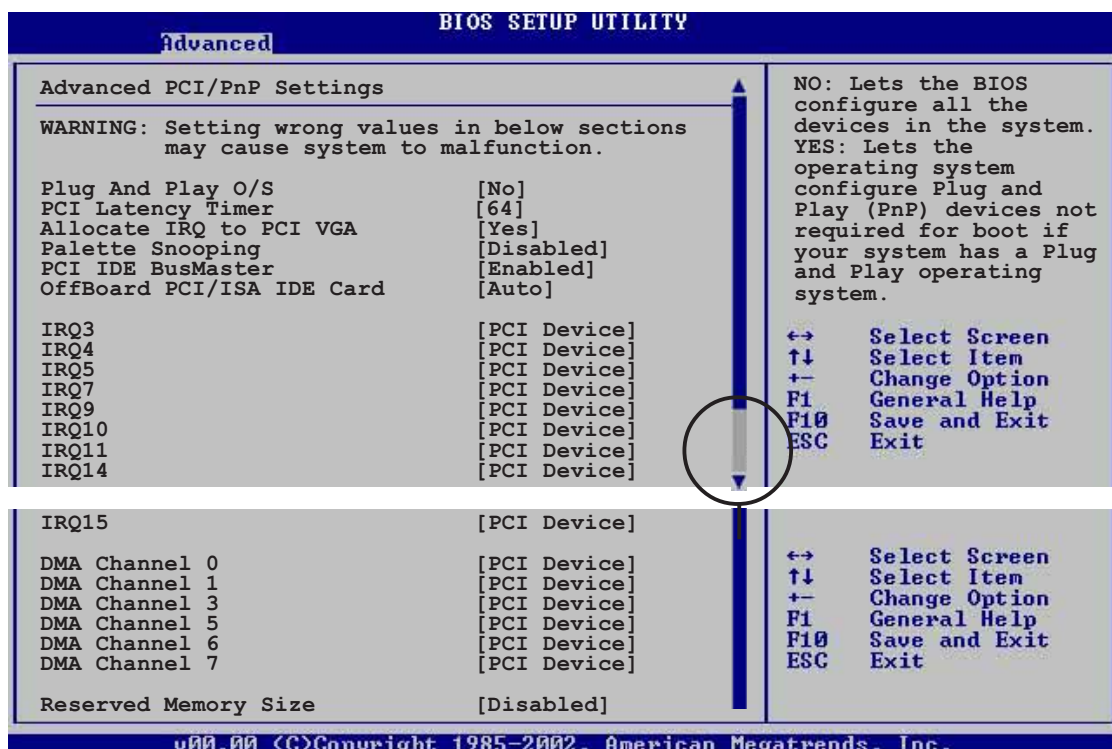 BIOS SETUP UTILITY
Advanced
Advanced PCI/PnP Settings
WARNING: Setting wrong values in below sections
may cause system to malfunction.
Plug And Play O/S [No]
PCI Latency Timer [64]
Allocate IRQ to PCI VGA [Yes]
Palette Snooping [Disabled]
PCI IDE BusMaster [Enabled]
OffBoard PCI/ISA IDE Card [Auto]
IRQ3 [PCI Device]
IRQ4 [PCI Device]
IRQ5 [PCI Device]
IRQ7 [PCI Device]
IRQ9 [PCI Device]
IRQ10 [PCI Device]
IRQ11 [PCI Device]
IRQ14 [PCI Device]
NO: Lets the BIOS
configure all the
devices in the system.
YES: Lets the
operating system
configure Plug and
Play (PnP) devices not
required for boot if
your system has a Plug
and Play operating
system.
←→ Select Screen
↑↓ Select Item
+- Change Option
F1 General Help
F10 Save and Exit
ESC Exit
IRQ15 [PCI Device]
DMA Channel 0 [PCI Device]
DMA Channel 1 [PCI Device]
DMA Channel 3 [PCI Device]
DMA Channel 5 [PCI Device]
DMA Channel 6 [PCI Device]
DMA Channel 7 [PCI Device]
Reserved Memory Size [Disabled]
←→ Select Screen
↑↓ Select Item
+- Change Option
F1 General Help
F10 Save and Exit
ESC Exit
v00.00 (C)Copyright 1985-2002, American Megatrends, Inc.